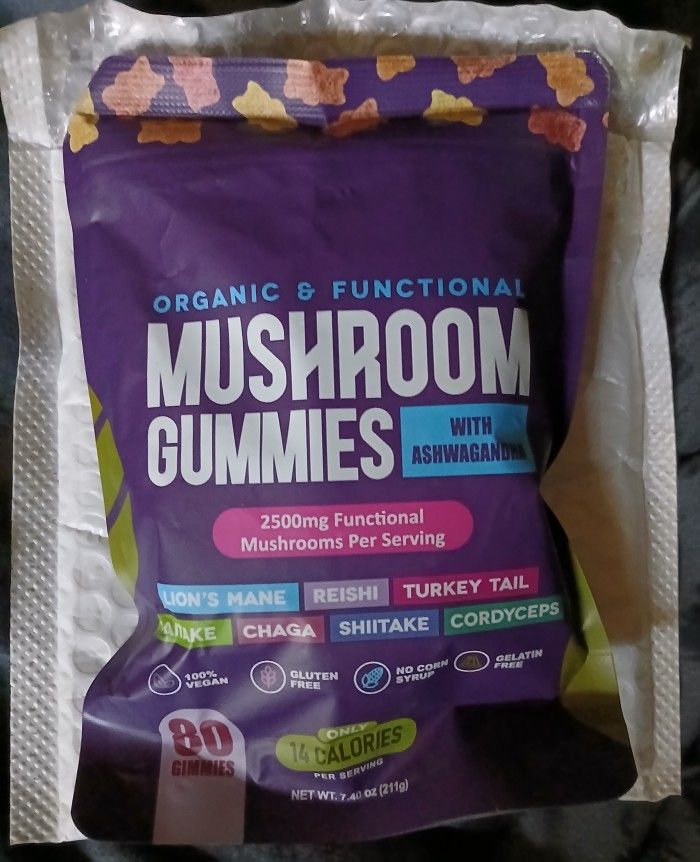 ORGANIC & FUNCTIONAL
MUSHROOM
GUMMIES
WITH
ASHWAGANDHA
2500mg Functional
Mushrooms Per Serving
LION'S MANE REISHI TURKEY TAIL
CHAGA SHIITAKE CORDYCEPS
100%
VEGAN
GLUTEN
FREE
NO CORN
SYRUP
GELATIN
FREE
80
GIMMIES
ONLY
14 CALORIES
PER SERVING
NET WT. 7.40 OZ (211g)